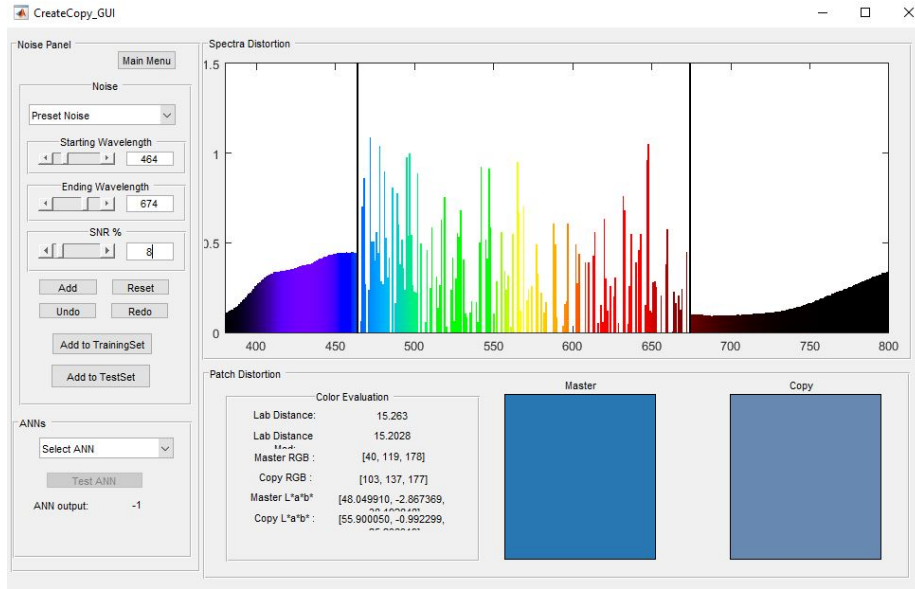 CreateCopy_GUI
Noise Panel
Main Menu
Noise
Preset Noise
Starting Wavelength
464
Ending Wavelength
674
SNR %
8
Add
Reset
Undo
Redo
Add to TrainingSet
Add to TestSet
ANNs
Select ANN
Test ANN
ANN output: -1
Spectra Distortion
1.5
1
0.5
0
400 450 500 550 600 650 700 750 800
Patch Distortion
Color Evaluation
Lab Distance: 15.263
Lab Distance 15.2028
Master RGB : [40, 119, 178]
Copy RGB : [103, 137, 177]
Master L*a*b* [48.049910, -2.867369,
Copy L*a*b* : [55.900050, -0.992299,
Master
Copy